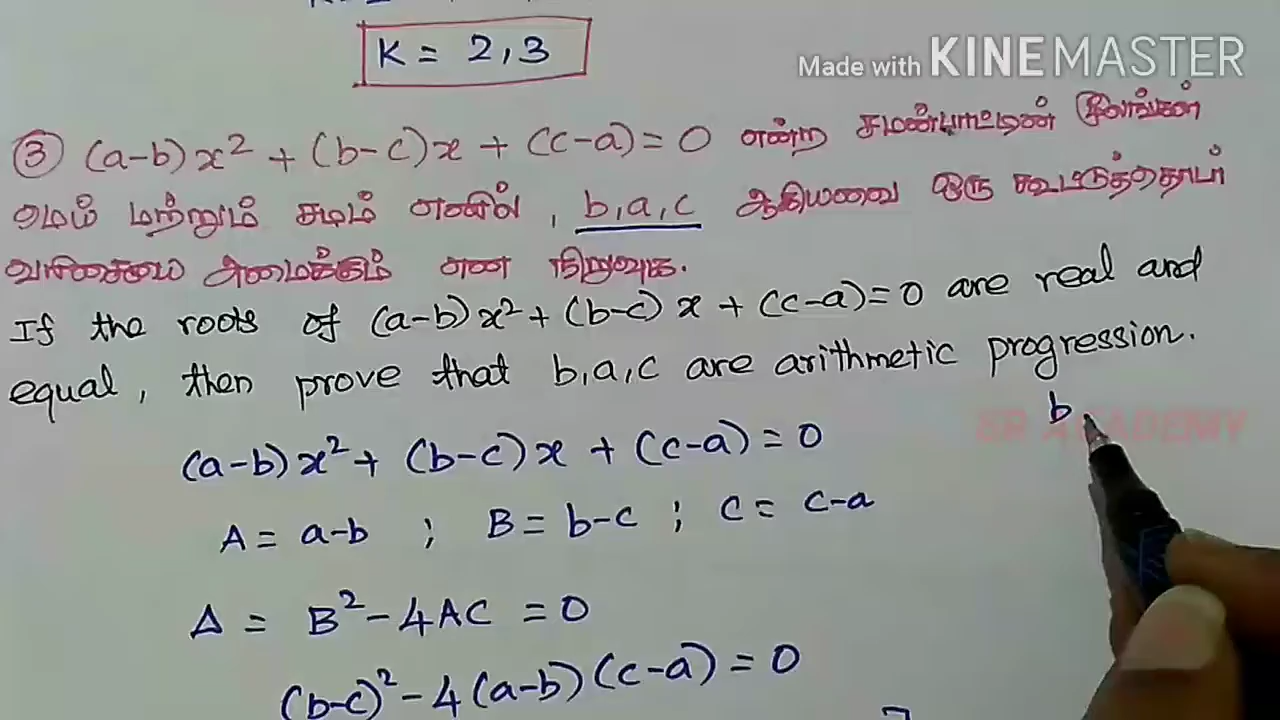 K = 2,3
Made with KINEMASTER
③ (a-b)x² + (b-c)x + (c-a) = 0 என்ற சமன்பாட்டின் மூலங்கள்
சமம் மற்றும் எனில், b,a,c ஆகியவை ஒரு கூட்டுத்தொடர்
வரிசையை அமைக்கும் என நிறுவுக.
If the roots of (a-b)x² + (b-c)x + (c-a)=0 are real and
equal, then prove that b,a,c are arithmetic progression.
b
SR ACADEMY
(a-b)x² + (b-c)x + (c-a) = 0
A = a-b ; B = b-c ; C = c-a
Δ = B² - 4AC = 0
(b-c)² - 4(a-b)(c-a) = 0